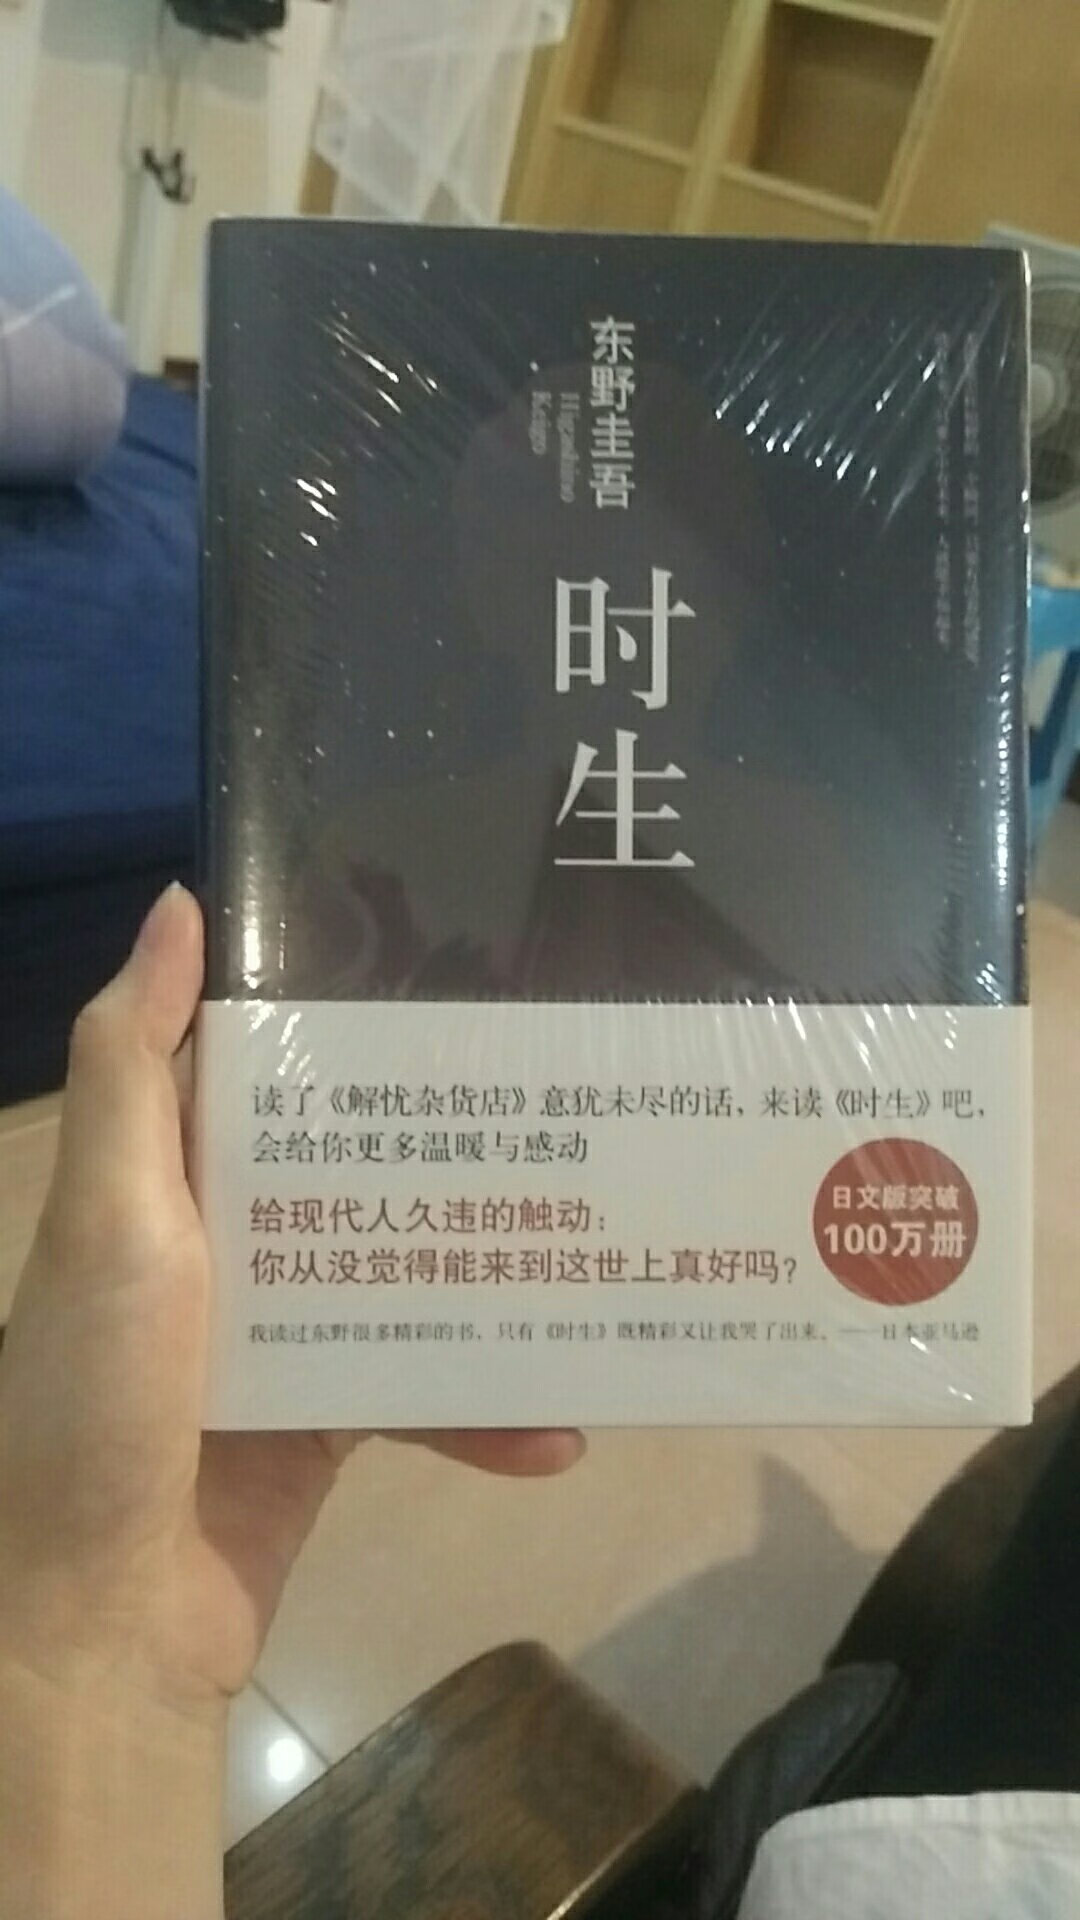 东野圭吾
Higashino
Keigo
时生
读了《解忧杂货店》意犹未尽的话，来读《时生》吧，
会给你更多温暖与感动
给现代人久违的触动：
你从没觉得能来到这世上真好吗？
日文版突破
100万册
我读过东野很多精彩的书，只有《时生》既精彩又让我哭了出来。——日本亚马逊